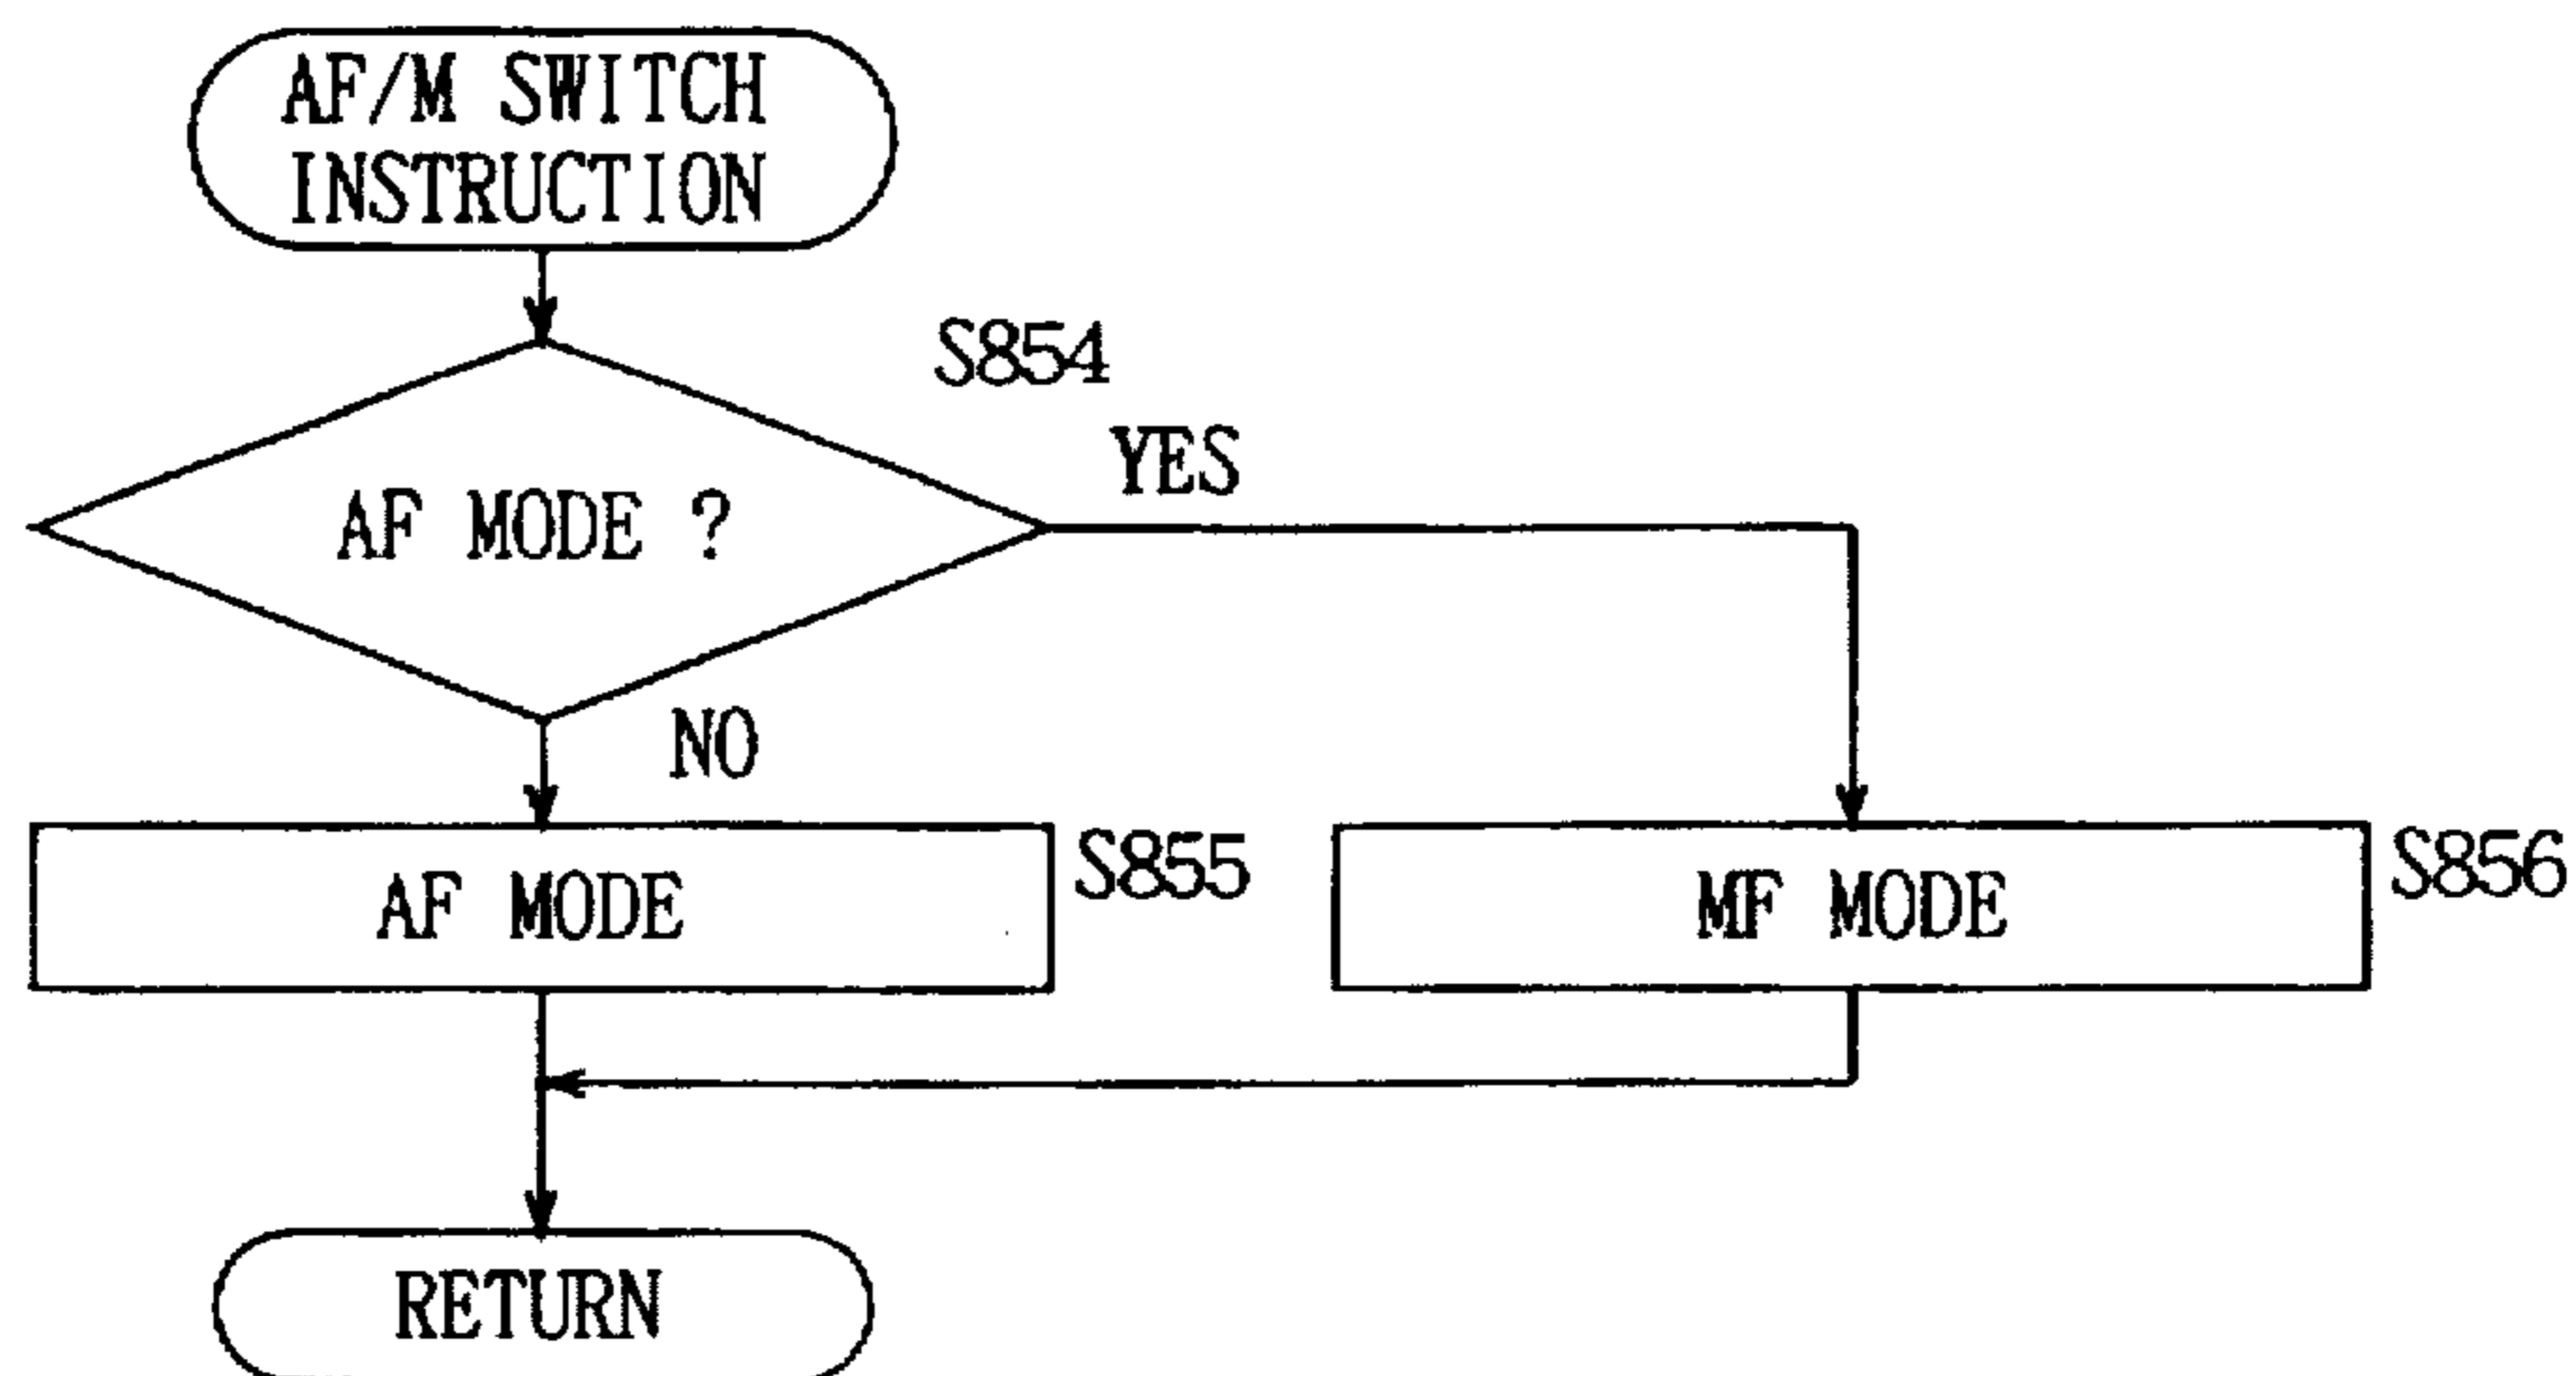 AF/M SWITCH
INSTRUCTION
S854
AF MODE ?
YES
NO
AF MODE
S855
MF MODE
S856
RETURN